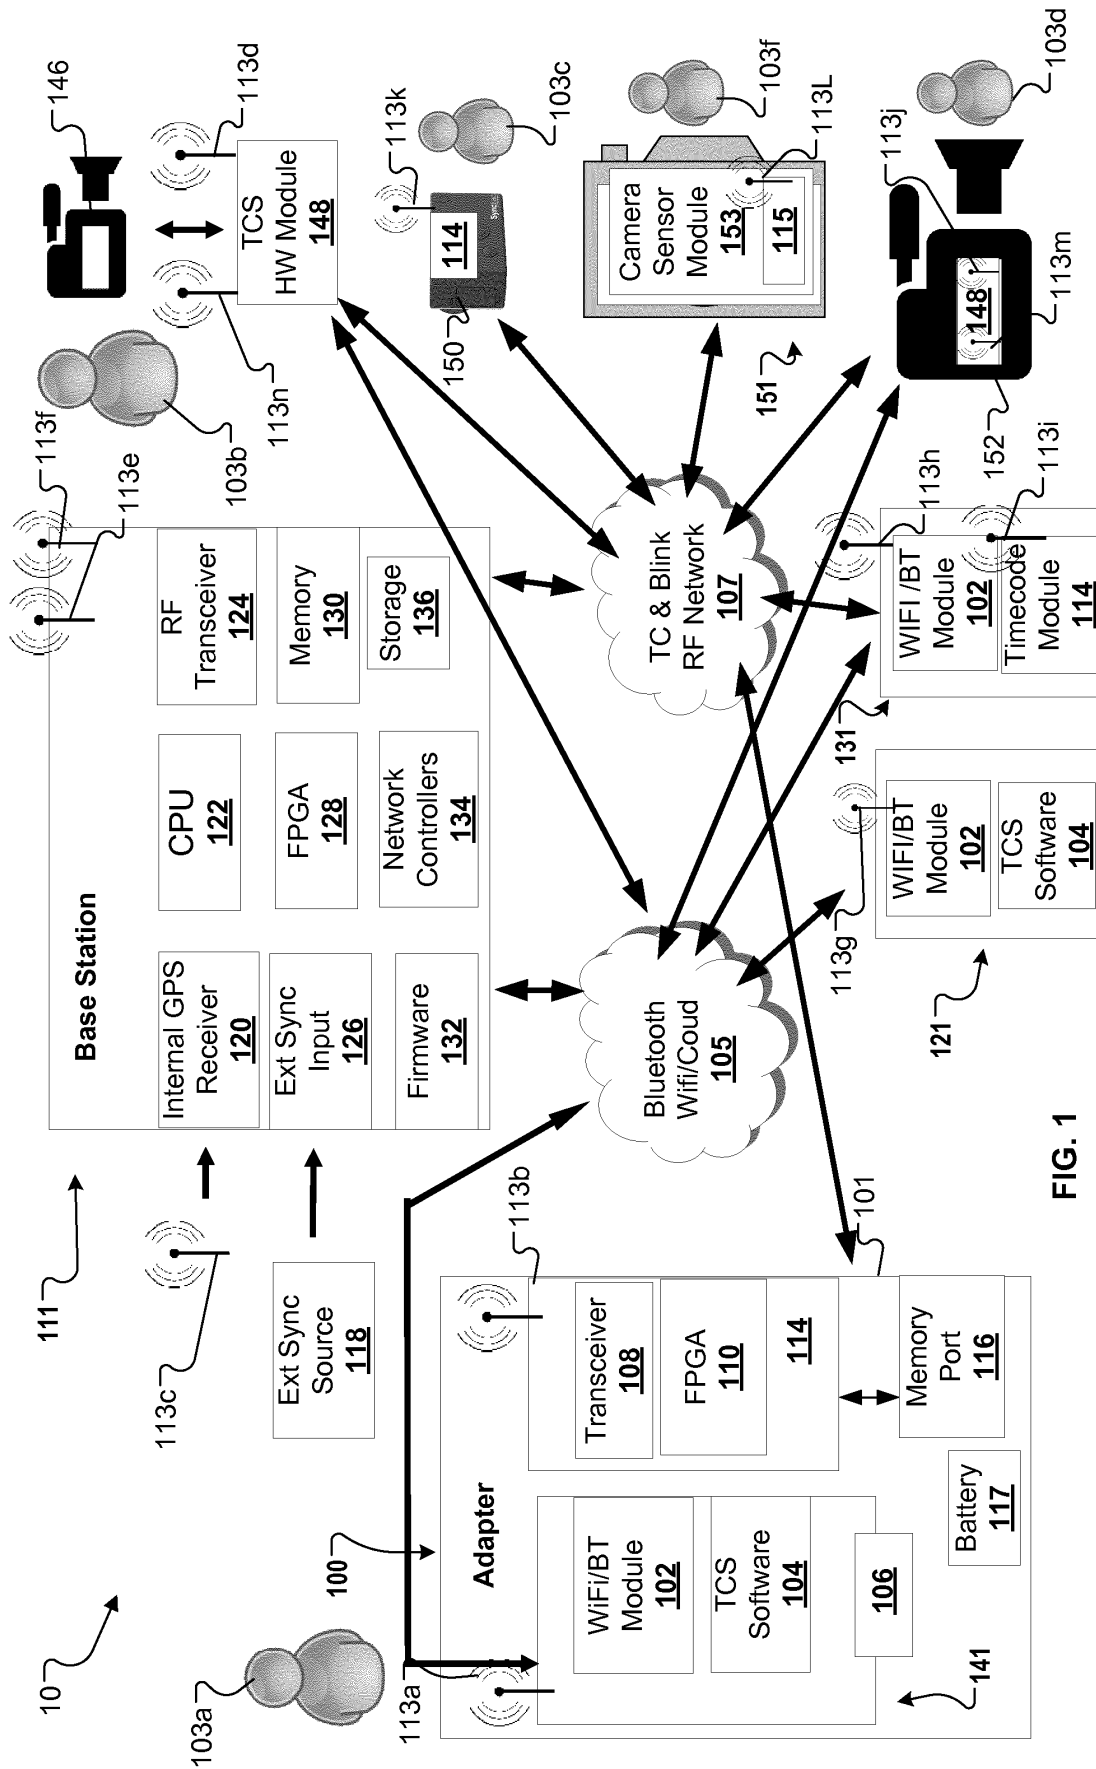 10
103a
100
113a
Adapter
WiFi/BT
Module
102
TCS
Software
104
106
141
Battery
117
Transceiver
108
FPGA
110
114
Memory
Port
116
101
113b
113c
Ext Sync
Source
118
111
Base Station
Internal GPS
Receiver
120
Ext Sync
Input
126
Firmware
132
CPU
122
FPGA
128
Network
Controllers
134
RF
Transceiver
124
Memory
130
Storage
136
113e
113f
103b
113n
146
113d
TCS
HW Module
148
Bluetooth
Wifi/Coud
105
TC & Blink
RF Network
107
113k
114
150
103c
Camera
Sensor
Module
153
115
113L
103f
151
148
113j
103d
113m
152
113g
WIFI/BT
Module
102
TCS
Software
104
121
131
WIFI /BT
Module
102
Timecode
Module
114
113h
113i
FIG. 1